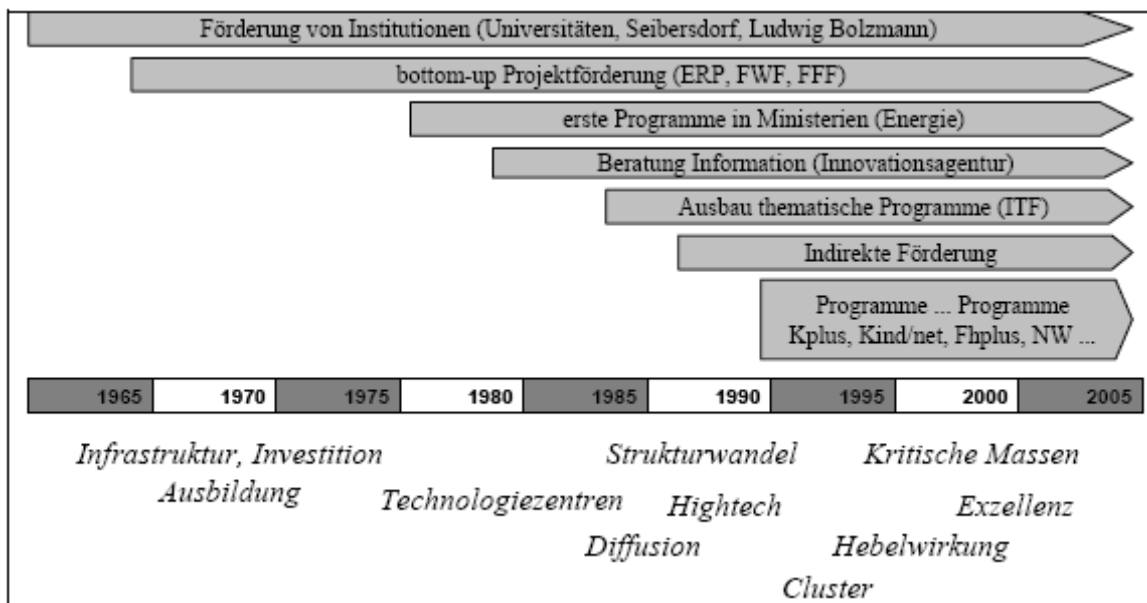 Förderung von Institutionen (Universitäten, Seibersdorf, Ludwig Bolzmann)
bottom-up Projektförderung (ERP, FWF, FFF)
erste Programme in Ministerien (Energie)
Beratung Information (Innovationsagentur)
Ausbau thematische Programme (ITF)
Indirekte Förderung
Programme ... Programme
Kplus, Kind/net, Fhplus, NW ...
1965 1970 1975 1980 1985 1990 1995 2000 2005
Infrastruktur, Investition Strukturwandel Kritische Massen
Ausbildung Technologiezentren Hightech Exzellenz
Diffusion Hebelwirkung
Cluster